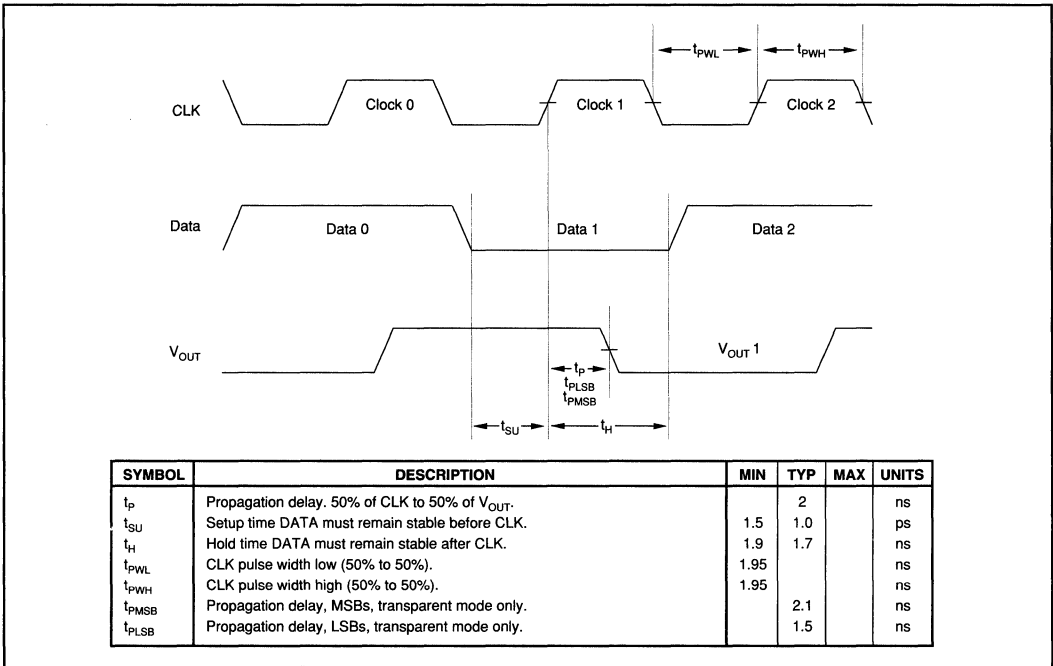 tPWL tPWH
CLK Clock 0 Clock 1 Clock 2
Data Data 0 Data 1 Data 2
VOUT VOUT 1
tP
tPLSB
tPMSB
tSU tH
SYMBOL DESCRIPTION MIN TYP MAX UNITS
tP Propagation delay. 50% of CLK to 50% of VOUT. 2 ns
tSU Setup time DATA must remain stable before CLK. 1.5 1.0 ps
tH Hold time DATA must remain stable after CLK. 1.9 1.7 ns
tPWL CLK pulse width low (50% to 50%). 1.95 ns
tPWH CLK pulse width high (50% to 50%). 1.95 ns
tPMSB Propagation delay, MSBs, transparent mode only. 2.1 ns
tPLSB Propagation delay, LSBs, transparent mode only. 1.5 ns